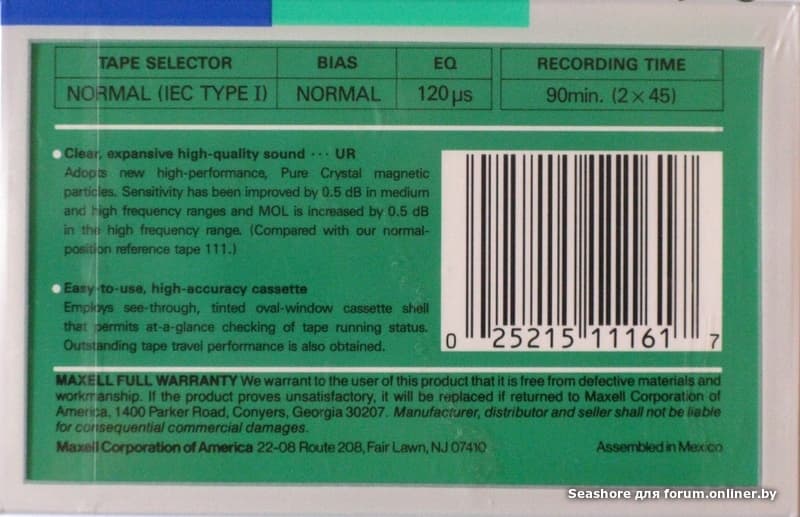 TAPE SELECTOR BIAS EQ RECORDING TIME
NORMAL (IEC TYPE I) NORMAL 120µs 90min. (2 × 45)
● Clear, expansive high-quality sound ··· UR
Adopts new high-performance, Pure Crystal magnetic
particles. Sensitivity has been improved by 0.5 dB in medium
and high frequency ranges and MOL is increased by 0.5 dB
in the high frequency range. (Compared with our normal-
position reference tape 111.)
● Easy-to-use, high-accuracy cassette
Employs see-through, tinted oval-window cassette shell
that permits at-a-glance checking of tape running status.
Outstanding tape travel performance is also obtained.
0 25215 11161 7
MAXELL FULL WARRANTY We warrant to the user of this product that it is free from defective materials and
workmanship. If the product proves unsatisfactory, it will be replaced if returned to Maxell Corporation of
America, 1400 Parker Road, Conyers, Georgia 30207. Manufacturer, distributor and seller shall not be liable
for consequential commercial damages.
Maxell Corporation of America 22-08 Route 208, Fair Lawn, NJ 07410 Assembled in Mexico
Seashore для forum.onliner.by